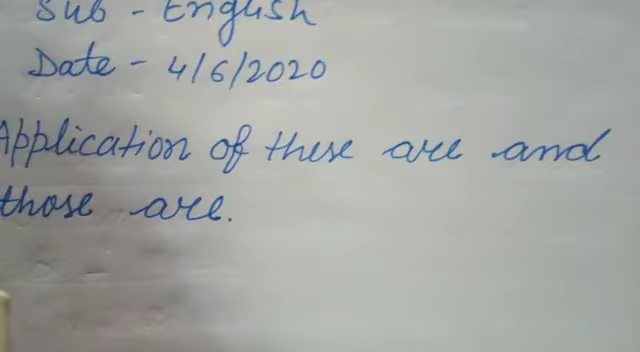 Sub - English
Date - 4/6/2020
Application of these are and
those are.